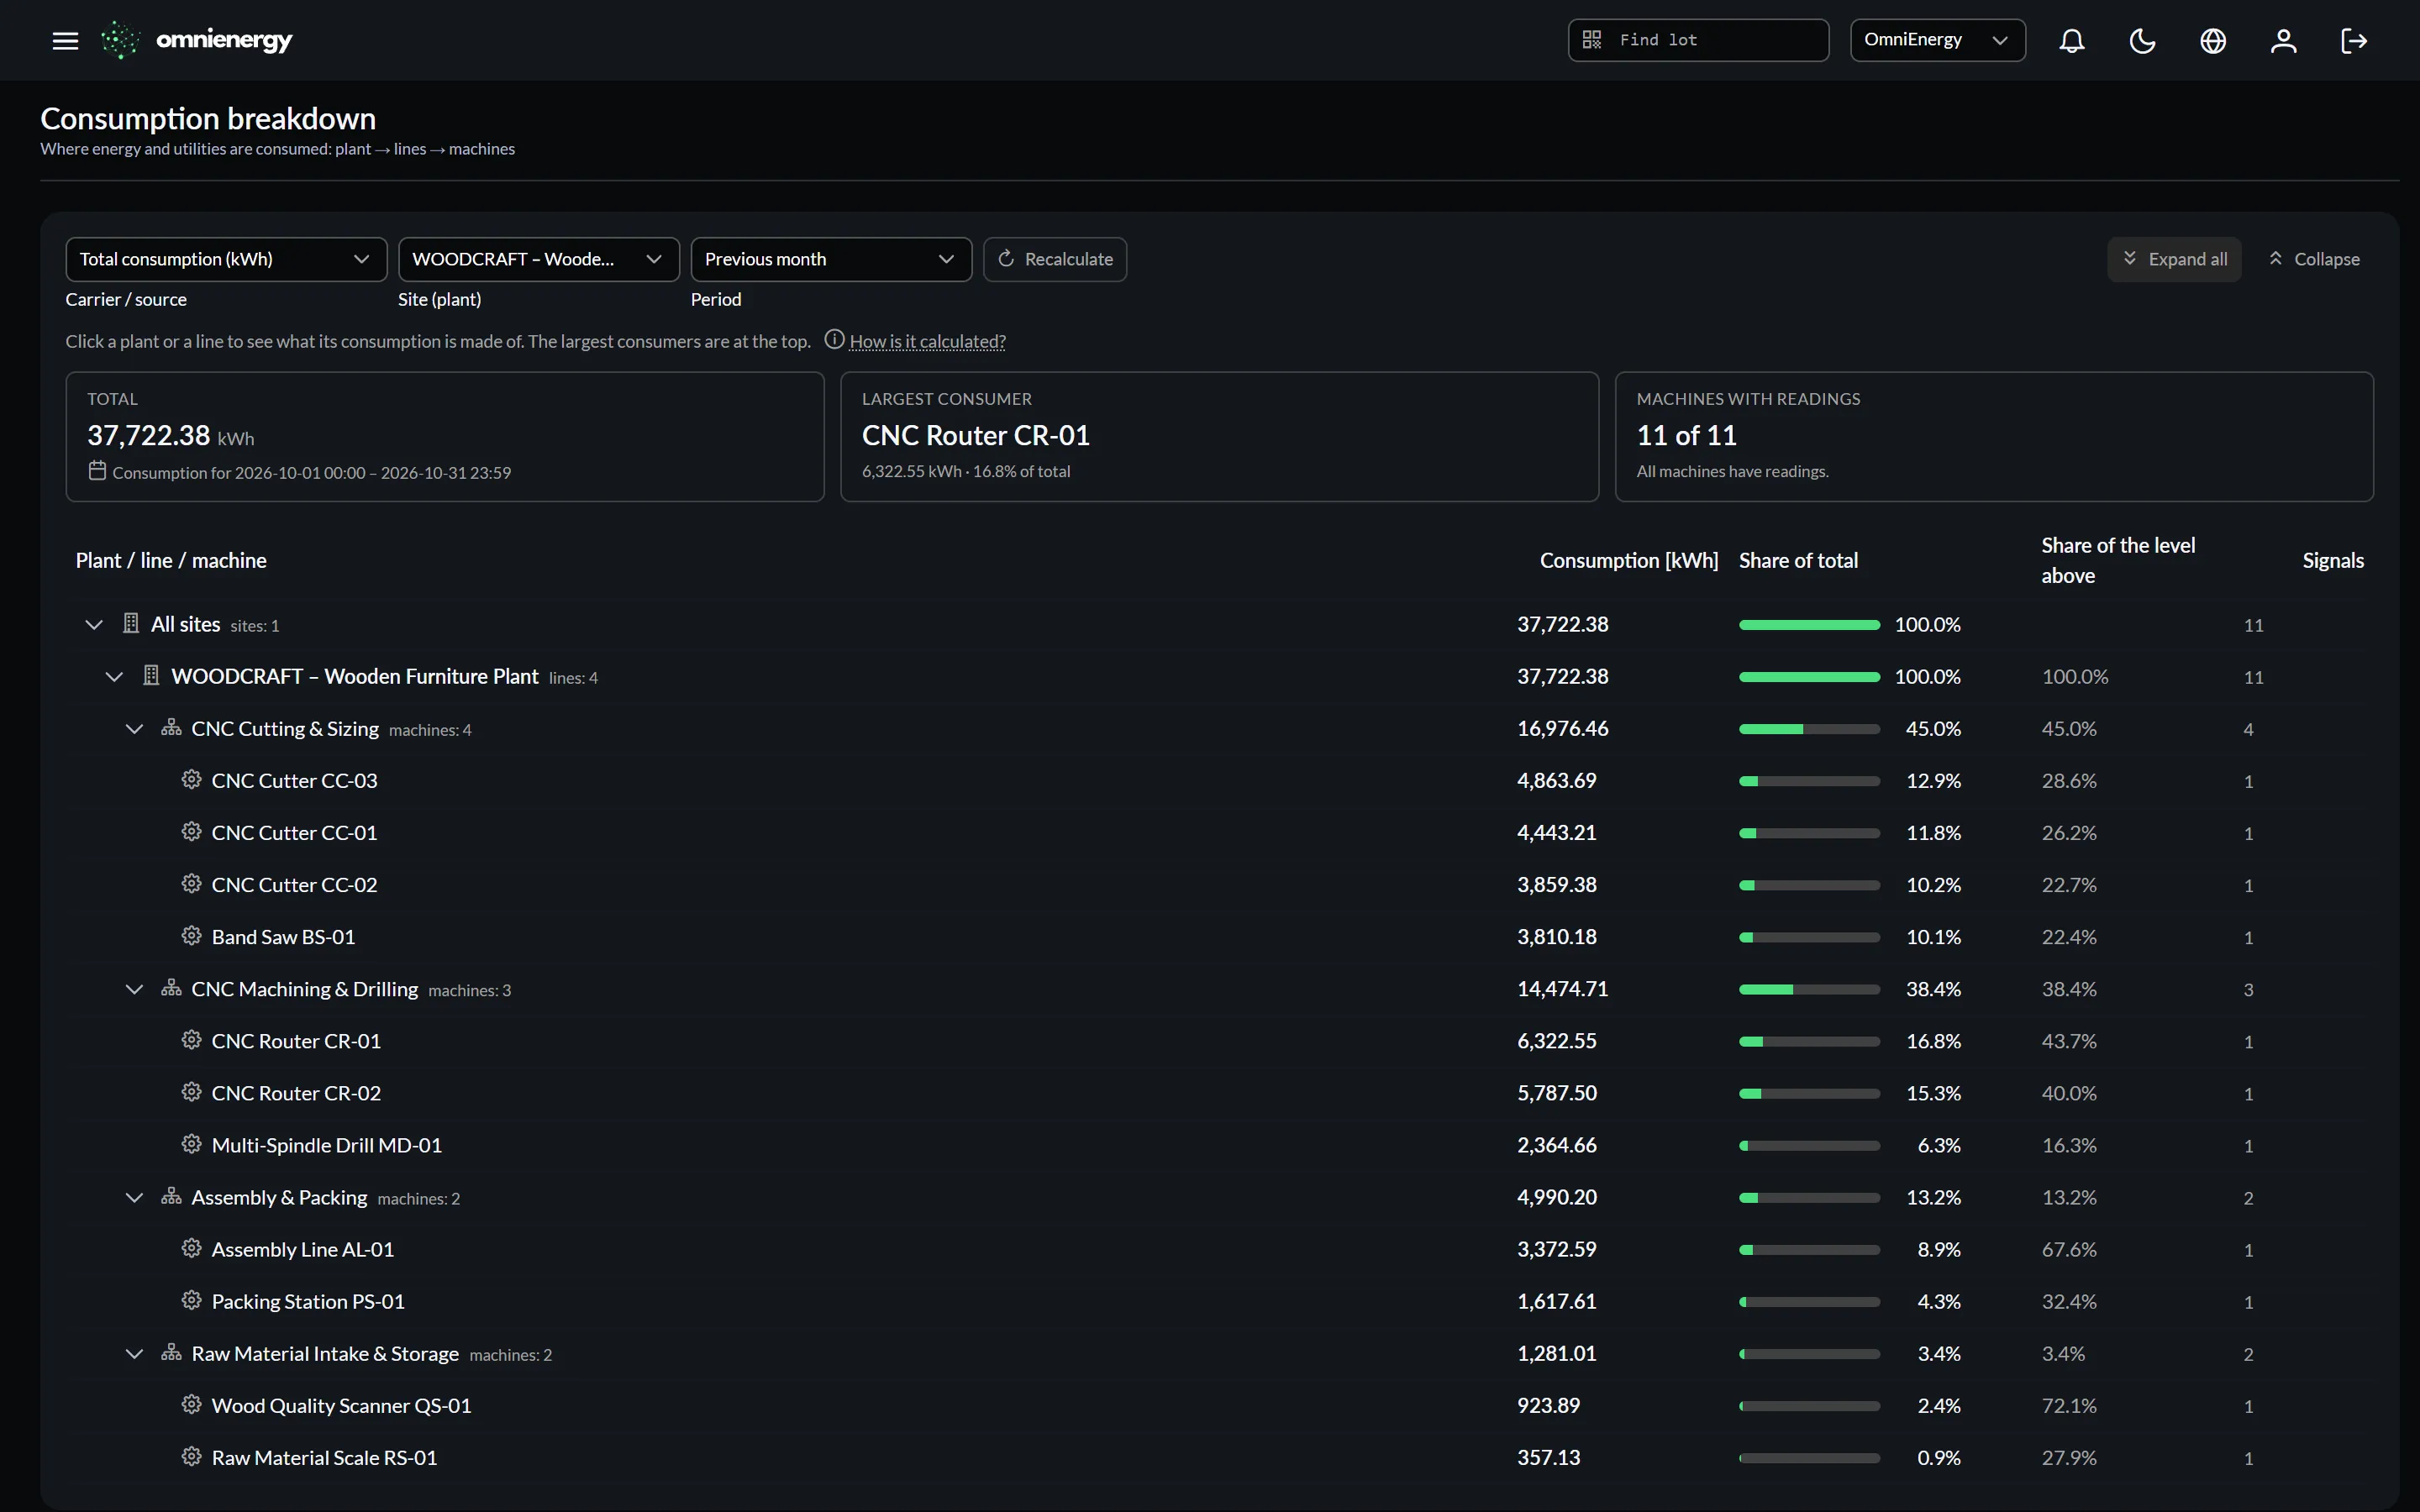 omnienergy
Find lot
OmniEnergy
Consumption breakdown
Where energy and utilities are consumed: plant → lines → machines
Total consumption (kWh)
WOODCRAFT – Woode...
Previous month
Recalculate
Expand all
Collapse
Carrier / source
Site (plant)
Period
Click a plant or a line to see what its consumption is made of. The largest consumers are at the top.
How is it calculated?
TOTAL
37,722.38 kWh
Consumption for 2026-10-01 00:00 – 2026-10-31 23:59
LARGEST CONSUMER
CNC Router CR-01
6,322.55 kWh · 16.8% of total
MACHINES WITH READINGS
11 of 11
All machines have readings.
Plant / line / machine Consumption [kWh] Share of total Share of the level above Signals
All sites sites: 1 37,722.38 100.0% 11
WOODCRAFT – Wooden Furniture Plant lines: 4 37,722.38 100.0% 100.0% 11
CNC Cutting & Sizing machines: 4 16,976.46 45.0% 45.0% 4
CNC Cutter CC-03 4,863.69 12.9% 28.6% 1
CNC Cutter CC-01 4,443.21 11.8% 26.2% 1
CNC Cutter CC-02 3,859.38 10.2% 22.7% 1
Band Saw BS-01 3,810.18 10.1% 22.4% 1
CNC Machining & Drilling machines: 3 14,474.71 38.4% 38.4% 3
CNC Router CR-01 6,322.55 16.8% 43.7% 1
CNC Router CR-02 5,787.50 15.3% 40.0% 1
Multi-Spindle Drill MD-01 2,364.66 6.3% 16.3% 1
Assembly & Packing machines: 2 4,990.20 13.2% 13.2% 2
Assembly Line AL-01 3,372.59 8.9% 67.6% 1
Packing Station PS-01 1,617.61 4.3% 32.4% 1
Raw Material Intake & Storage machines: 2 1,281.01 3.4% 3.4% 2
Wood Quality Scanner QS-01 923.89 2.4% 72.1% 1
Raw Material Scale RS-01 357.13 0.9% 27.9% 1